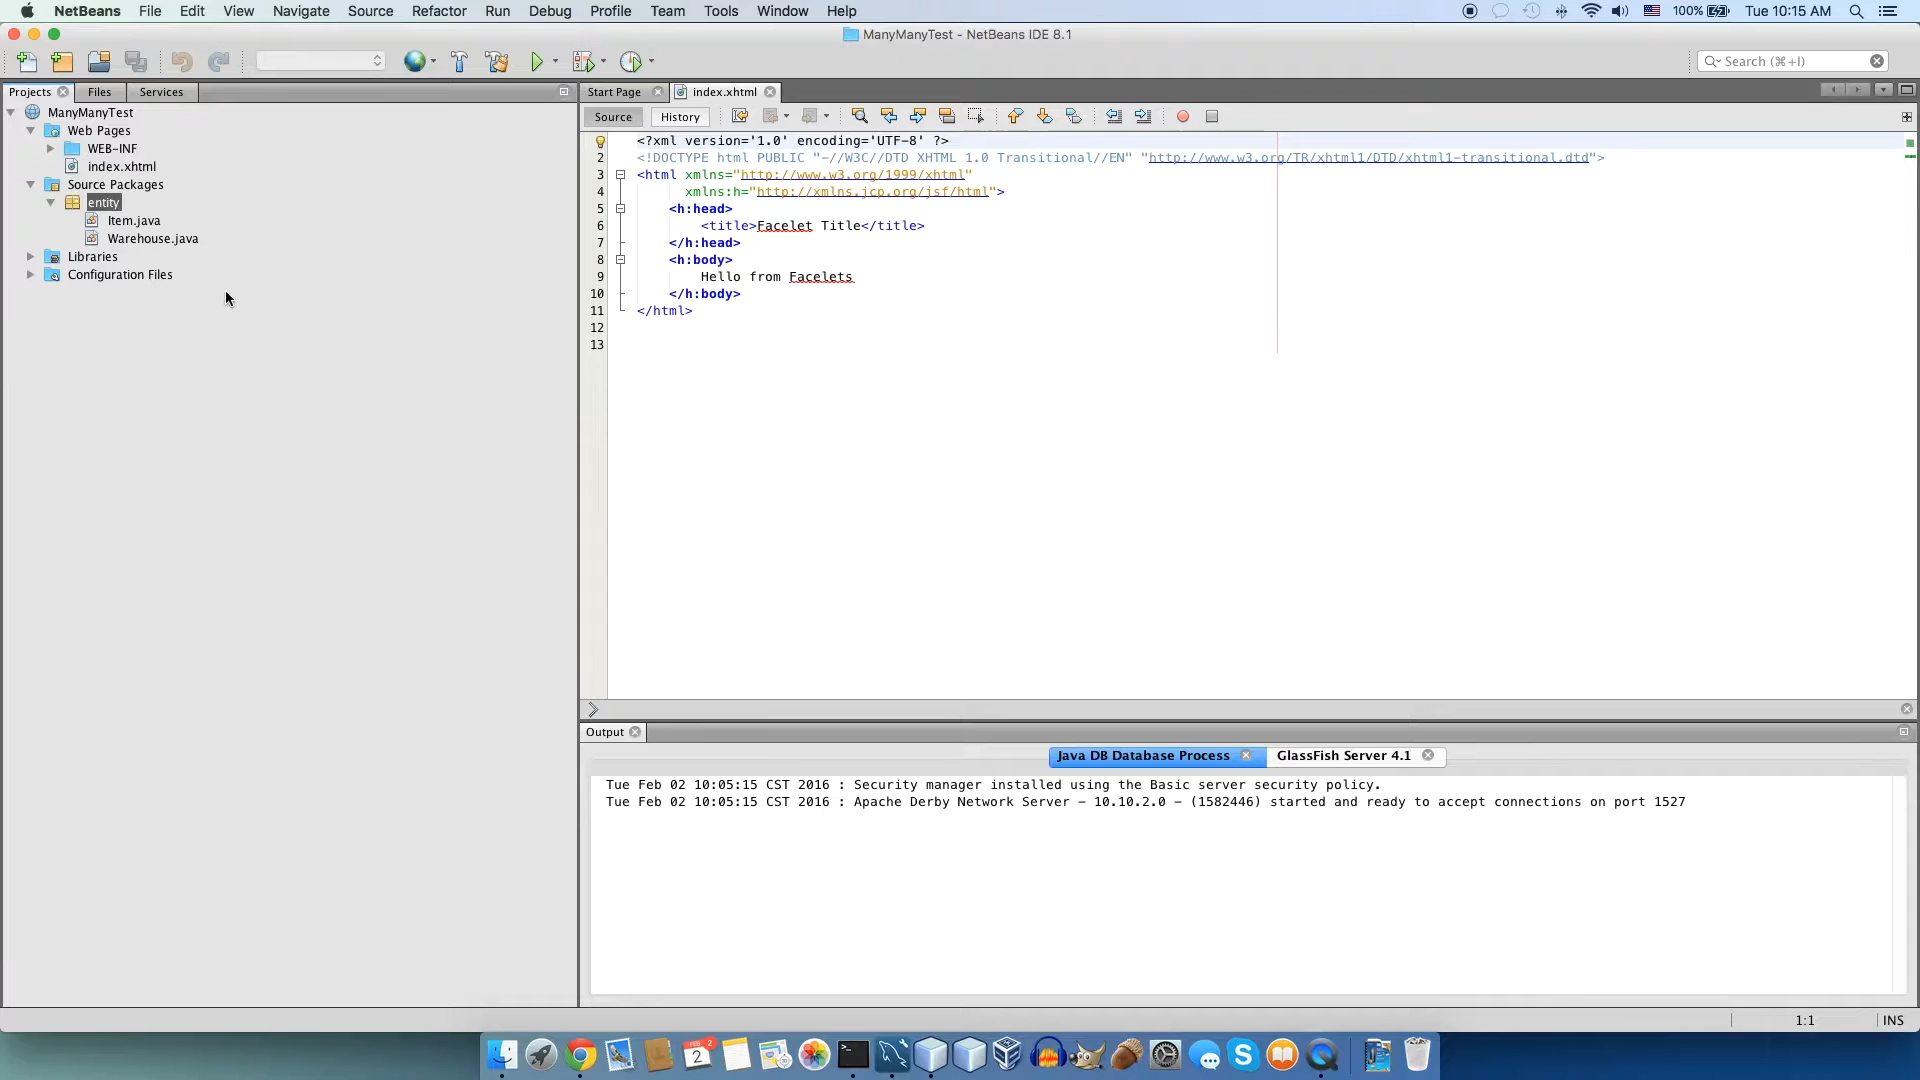 NetBeans File Edit View Navigate Source Refactor Run Debug Profile Team Tools Window Help 100% Tue 10:15 AM
ManyManyTest - NetBeans IDE 8.1
Search (⌘+I)
Projects Files Services
Start Page index.xhtml
Source History
ManyManyTest
Web Pages
WEB-INF
index.xhtml
Source Packages
entity
Item.java
Warehouse.java
Libraries
Configuration Files
<?xml version='1.0' encoding='UTF-8' ?>
2 <!DOCTYPE html PUBLIC "-//W3C//DTD XHTML 1.0 Transitional//EN" "http://www.w3.org/TR/xhtml1/DTD/xhtml1-transitional.dtd">
3 <html xmlns="http://www.w3.org/1999/xhtml"
4 xmlns:h="http://xmlns.jcp.org/jsf/html">
5 <h:head>
6 <title>Facelet Title</title>
7 </h:head>
8 <h:body>
9 Hello from Facelets
10 </h:body>
11 </html>
12
13
Output
Java DB Database Process GlassFish Server 4.1
Tue Feb 02 10:05:15 CST 2016 : Security manager installed using the Basic server security policy.
Tue Feb 02 10:05:15 CST 2016 : Apache Derby Network Server - 10.10.2.0 - (1582446) started and ready to accept connections on port 1527
1:1 INS
FEB 2
2